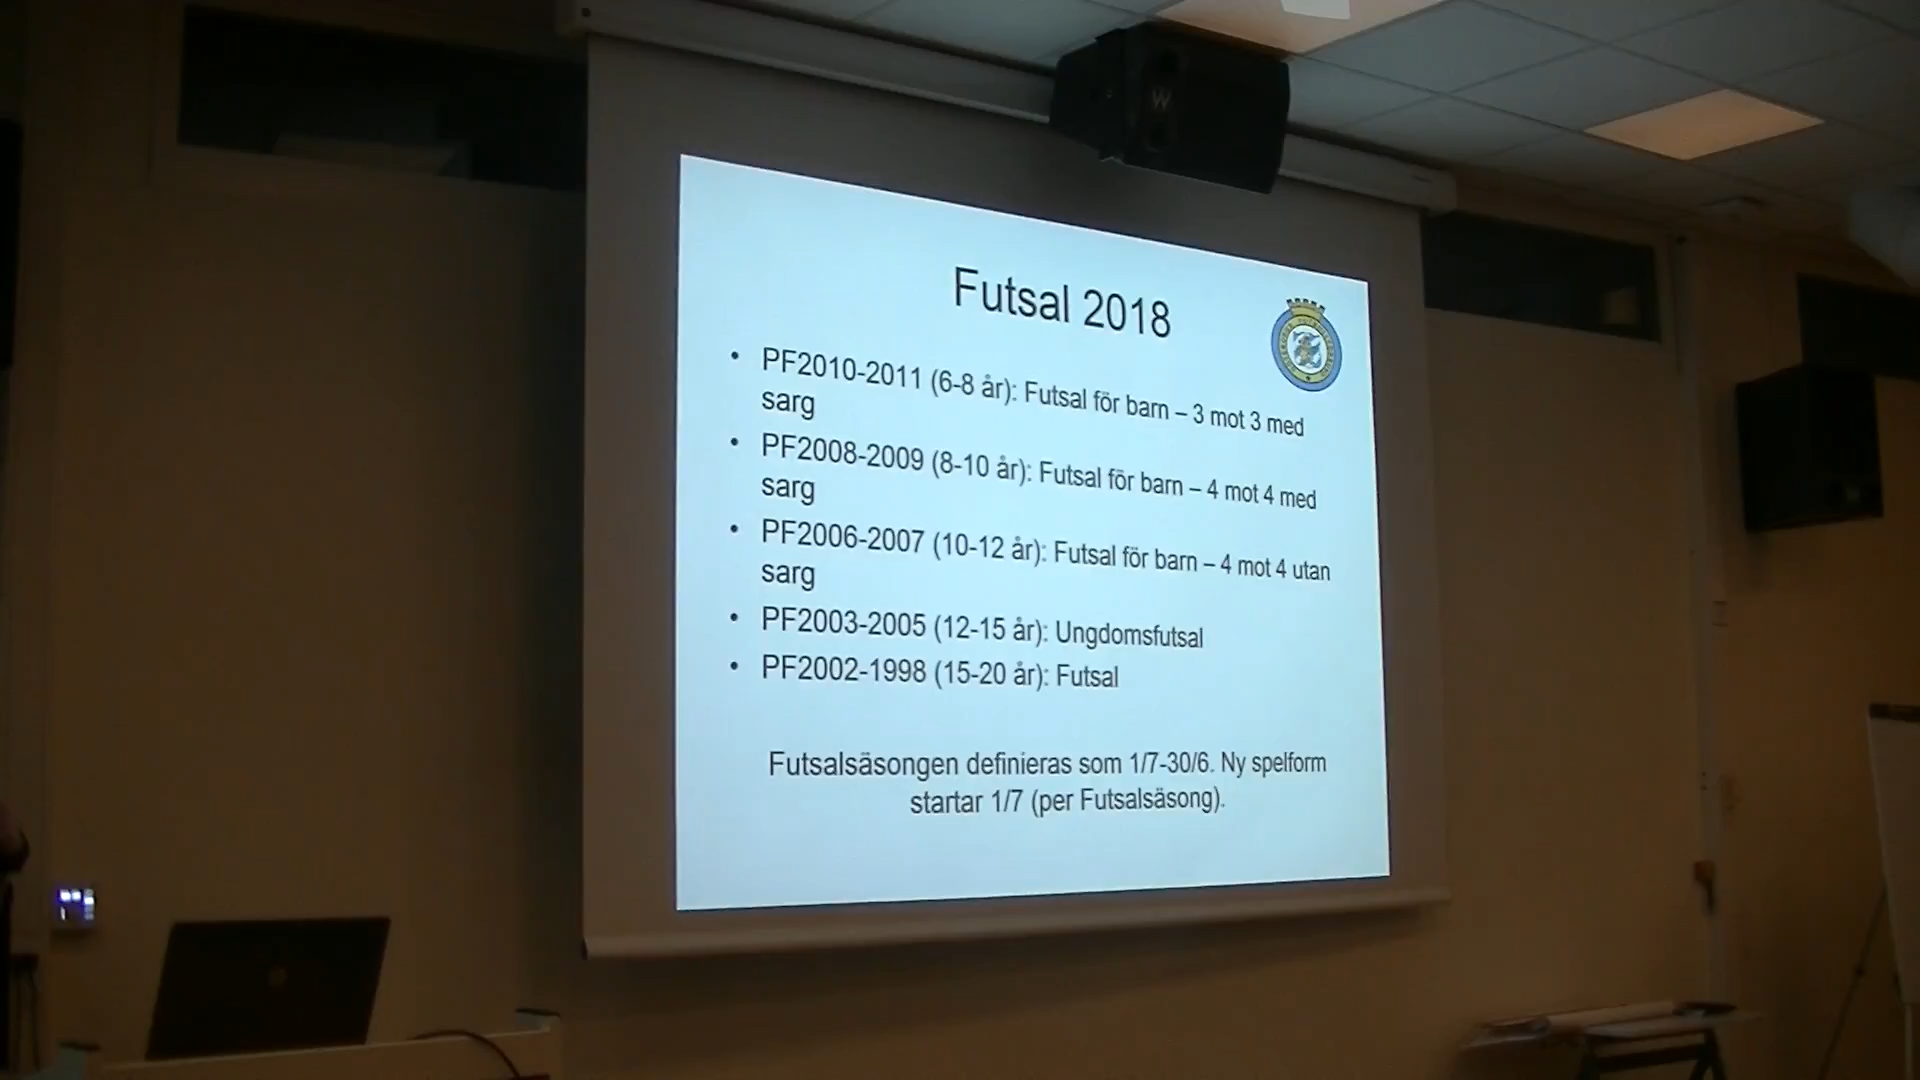 Futsal 2018
• PF2010-2011 (6-8 år): Futsal för barn – 3 mot 3 med
sarg
• PF2008-2009 (8-10 år): Futsal för barn – 4 mot 4 med
sarg
• PF2006-2007 (10-12 år): Futsal för barn – 4 mot 4 utan
sarg
• PF2003-2005 (12-15 år): Ungdomsfutsal
• PF2002-1998 (15-20 år): Futsal
Futsalsäsongen definieras som 1/7-30/6. Ny spelform
startar 1/7 (per Futsalsäsong).